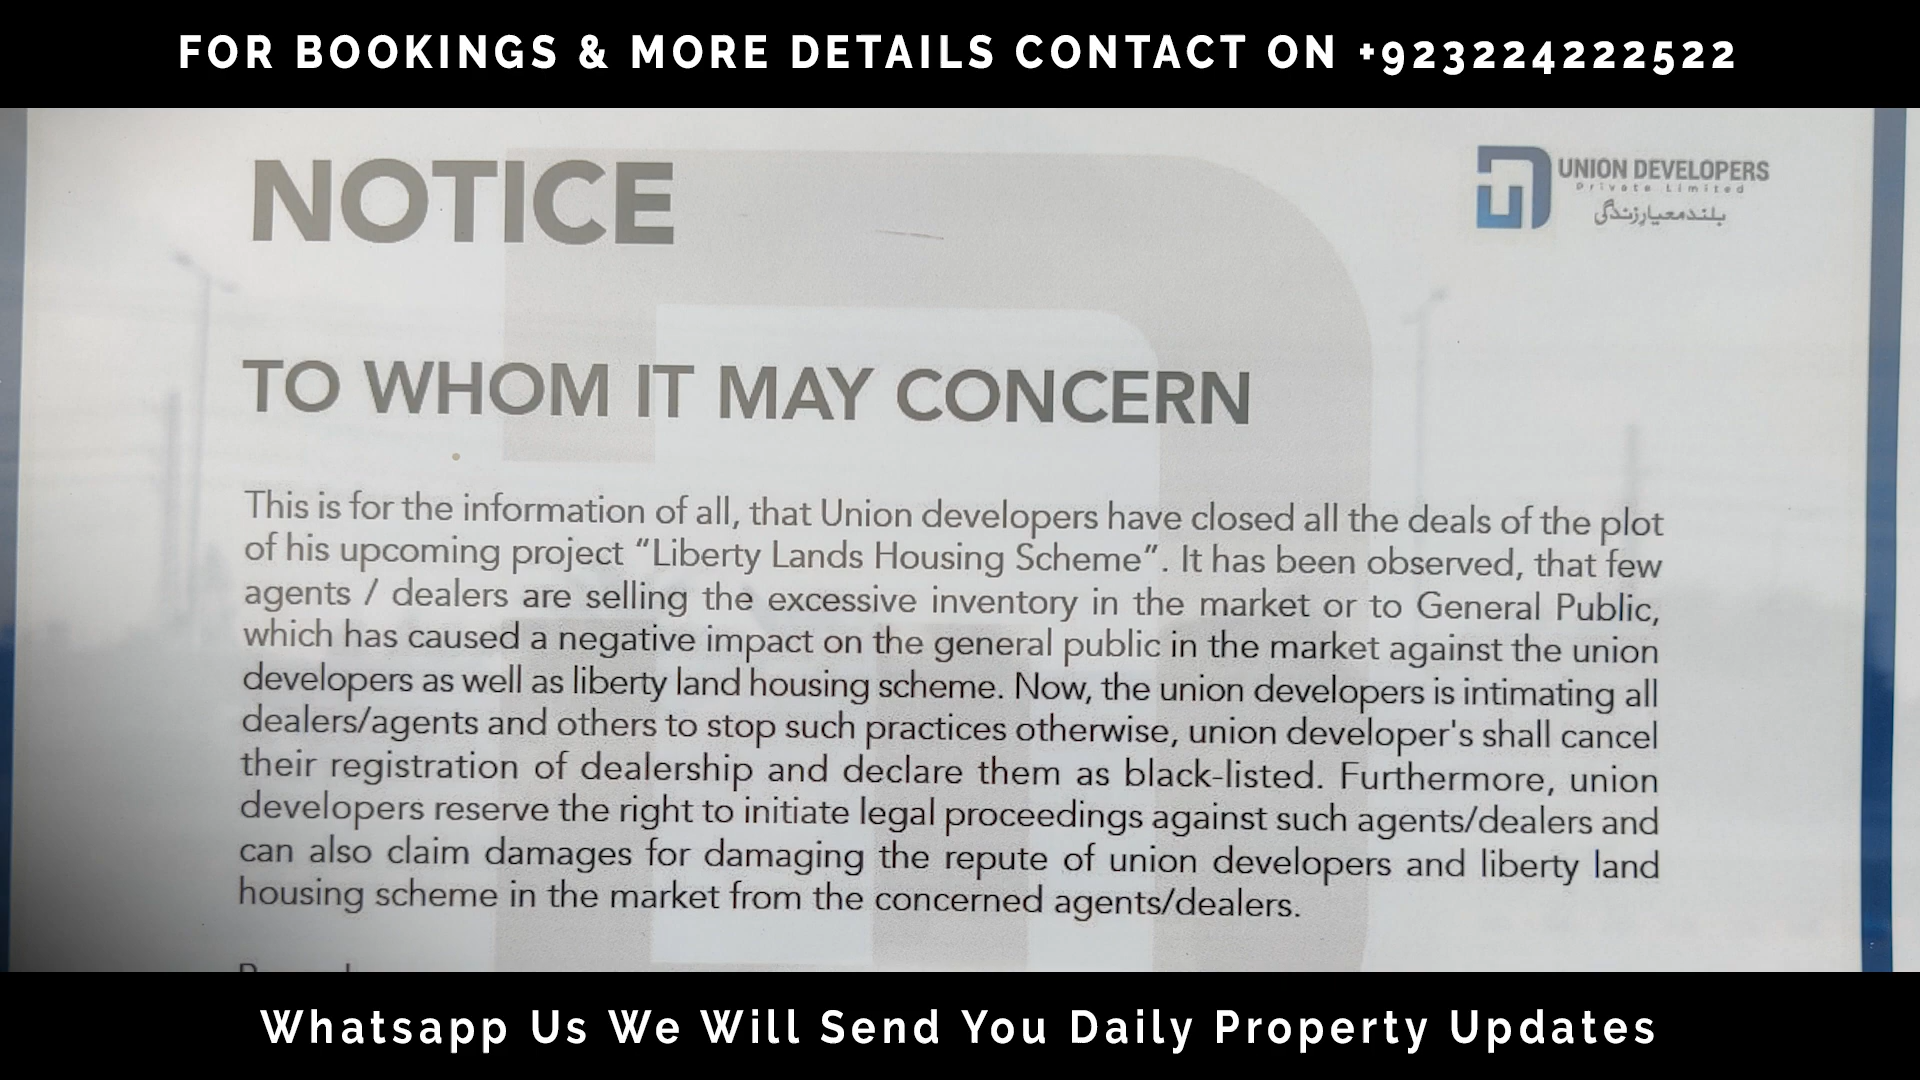 FOR BOOKINGS & MORE DETAILS CONTACT ON +923224222522
NOTICE
UNION DEVELOPERS
Private Limited
بلند معیار زندگی
TO WHOM IT MAY CONCERN
This is for the information of all, that Union developers have closed all the deals of the plot
of his upcoming project “Liberty Lands Housing Scheme”. It has been observed, that few
agents / dealers are selling the excessive inventory in the market or to General Public,
which has caused a negative impact on the general public in the market against the union
developers as well as liberty land housing scheme. Now, the union developers is intimating all
dealers/agents and others to stop such practices otherwise, union developer's shall cancel
their registration of dealership and declare them as black-listed. Furthermore, union
developers reserve the right to initiate legal proceedings against such agents/dealers and
can also claim damages for damaging the repute of union developers and liberty land
housing scheme in the market from the concerned agents/dealers.
Whatsapp Us We Will Send You Daily Property Updates